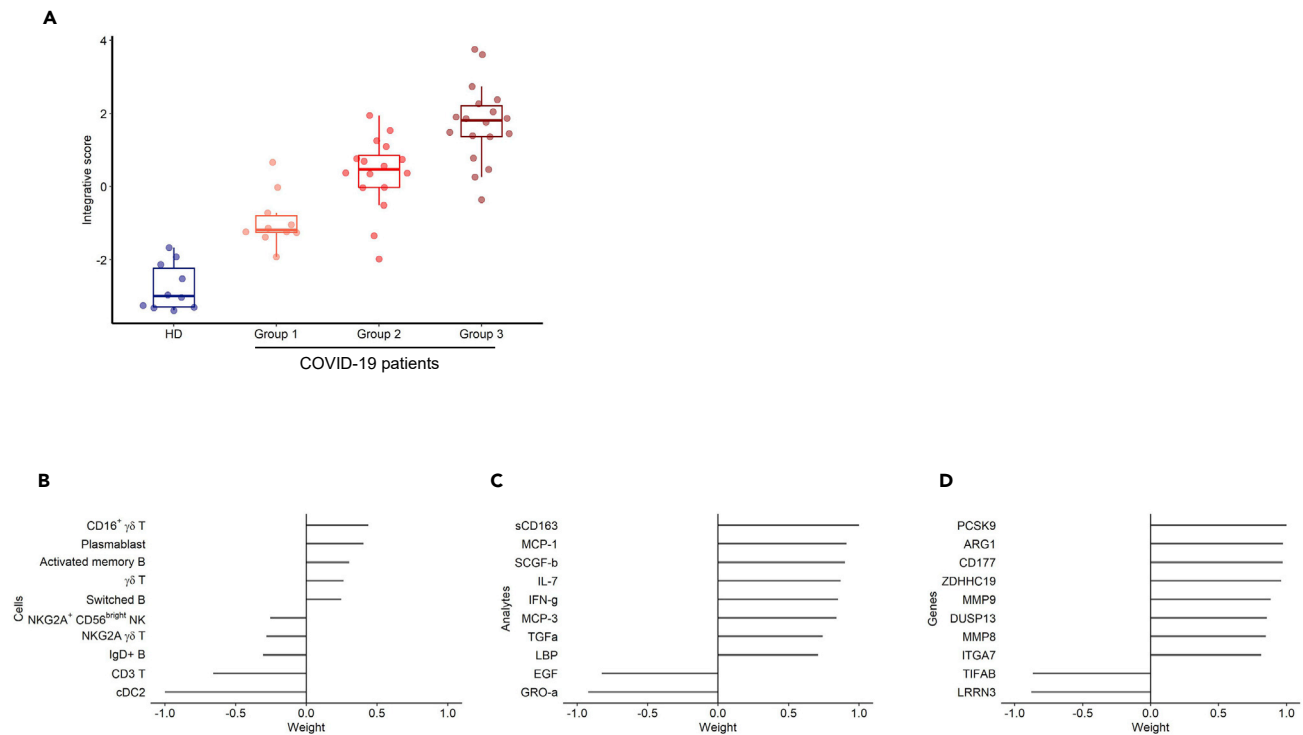 A
Integrative score
4
2
0
-2
HD Group 1 Group 2 Group 3
COVID-19 patients
B
Cells
CD16⁺ γδ T
Plasmablast
Activated memory B
γδ T
Switched B
NKG2A⁺ CD56ᵇʳⁱᵍʰᵗ NK
NKG2A γδ T
IgD+ B
CD3 T
cDC2
-1.0 -0.5 0.0 0.5 1.0
Weight
C
Analytes
sCD163
MCP-1
SCGF-b
IL-7
IFN-g
MCP-3
TGFa
LBP
EGF
GRO-a
-1.0 -0.5 0.0 0.5 1.0
Weight
D
Genes
PCSK9
ARG1
CD177
ZDHHC19
MMP9
DUSP13
MMP8
ITGA7
TIFAB
LRRN3
-1.0 -0.5 0.0 0.5 1.0
Weight